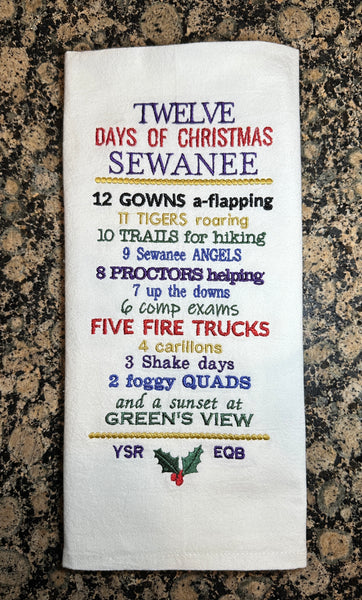 TWELVE
DAYS OF CHRISTMAS
SEWANEE
12 GOWNS a-flapping
11 TIGERS roaring
10 TRAILS for hiking
9 Sewanee ANGELS
8 PROCTORS helping
7 up the downs
6 comp exams
FIVE FIRE TRUCKS
4 carillons
3 Shake days
2 foggy QUADS
and a sunset at
GREEN'S VIEW
YSR EQB